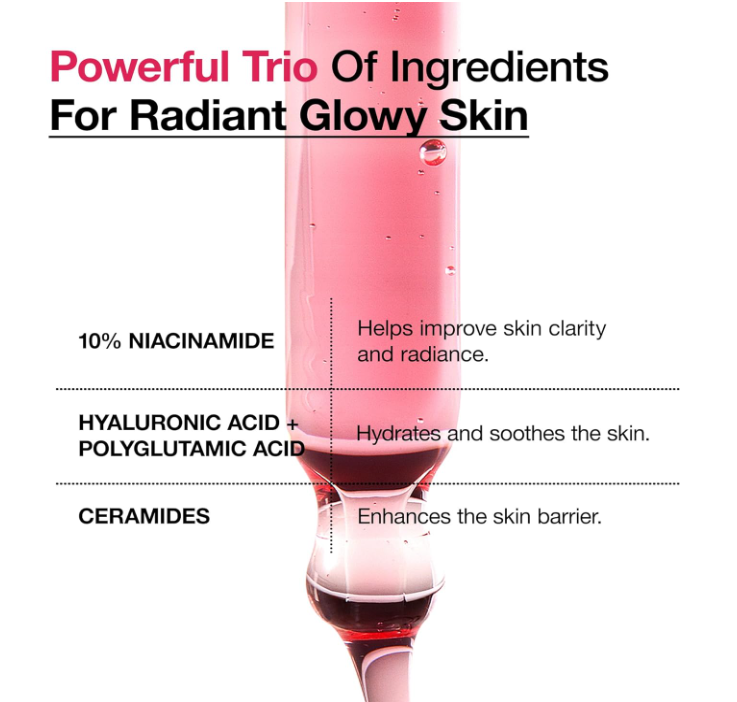 Powerful Trio Of Ingredients
For Radiant Glowy Skin
10% NIACINAMIDE
Helps improve skin clarity
and radiance.
HYALURONIC ACID +
POLYGLUTAMIC ACID
Hydrates and soothes the skin.
CERAMIDES
Enhances the skin barrier.